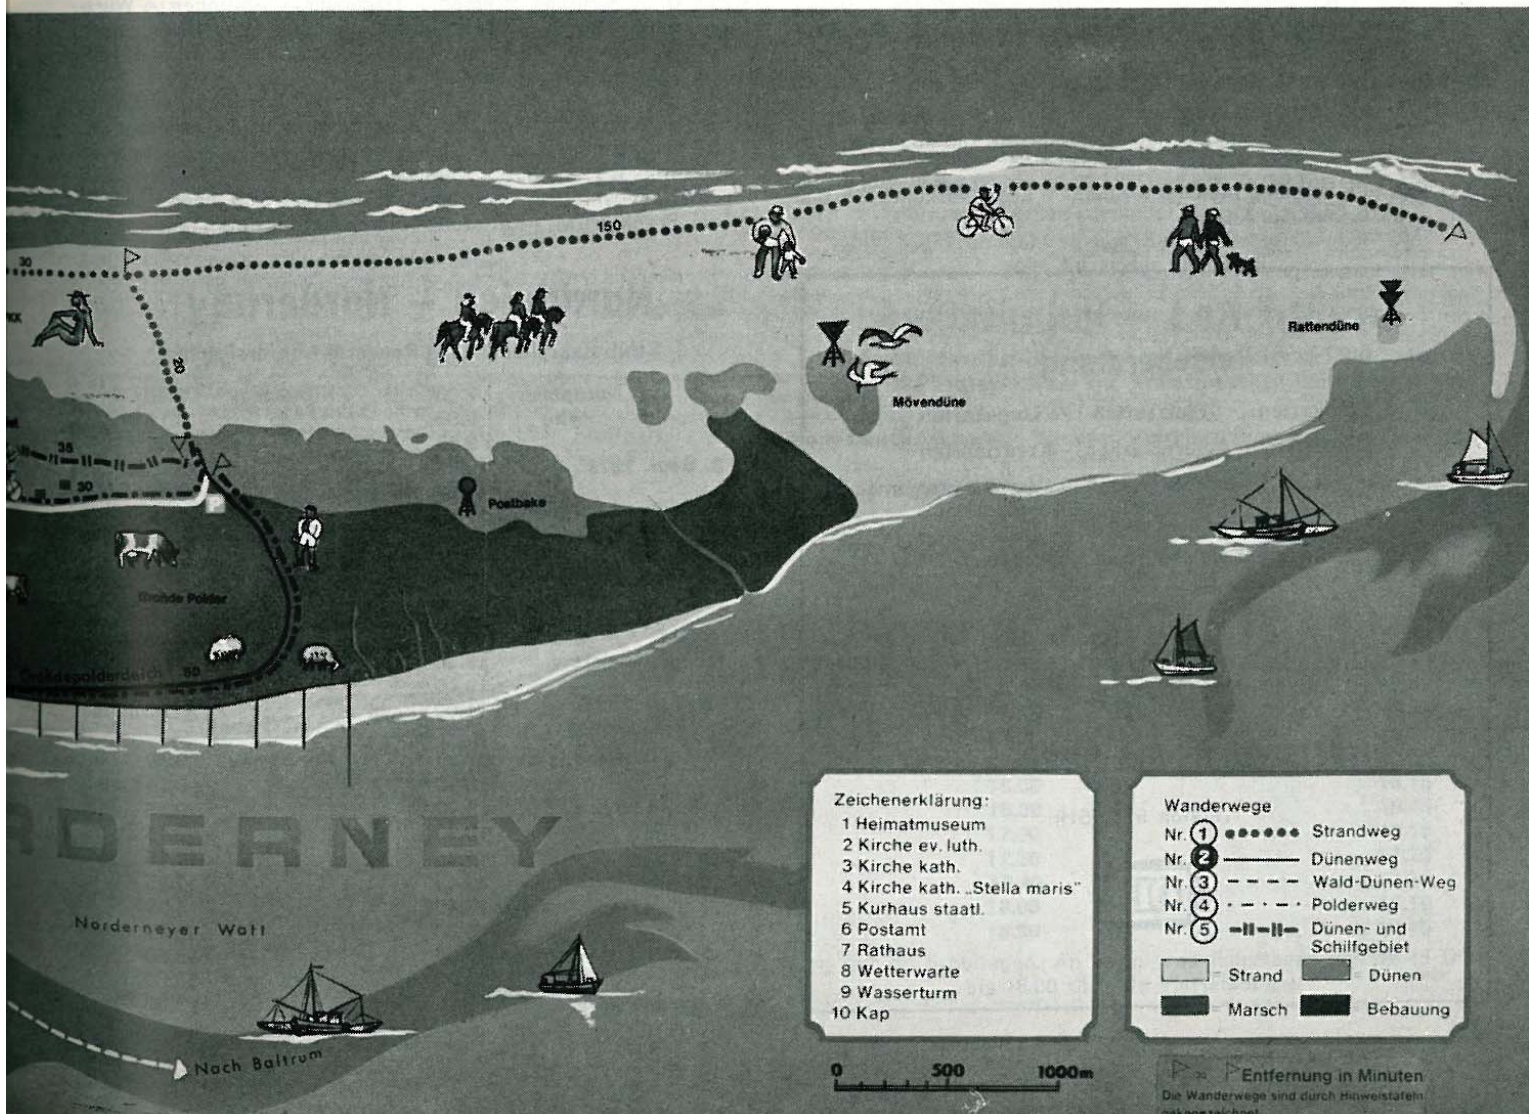 30
150
20
KK
Rattendüne
Mövendüne
35
30
Postbake
Grohde Polder
Grohdepolderdeich 80
RDERNEY
Norderneyer Watt
Nach Baltrum
Zeichenerklärung:
1 Heimatmuseum
2 Kirche ev. luth.
3 Kirche kath.
4 Kirche kath. „Stella maris"
5 Kurhaus staatl.
6 Postamt
7 Rathaus
8 Wetterwarte
9 Wasserturm
10 Kap
0 500 1000m
Wanderwege
Nr. 1 Strandweg
Nr. 2 Dünenweg
Nr. 3 Wald-Dünen-Weg
Nr. 4 Polderweg
Nr. 5 Dünen- und
Schilfgebiet
Strand Dünen
Marsch Bebauung
Entfernung in Minuten
Die Wanderwege sind durch Hinweistafeln